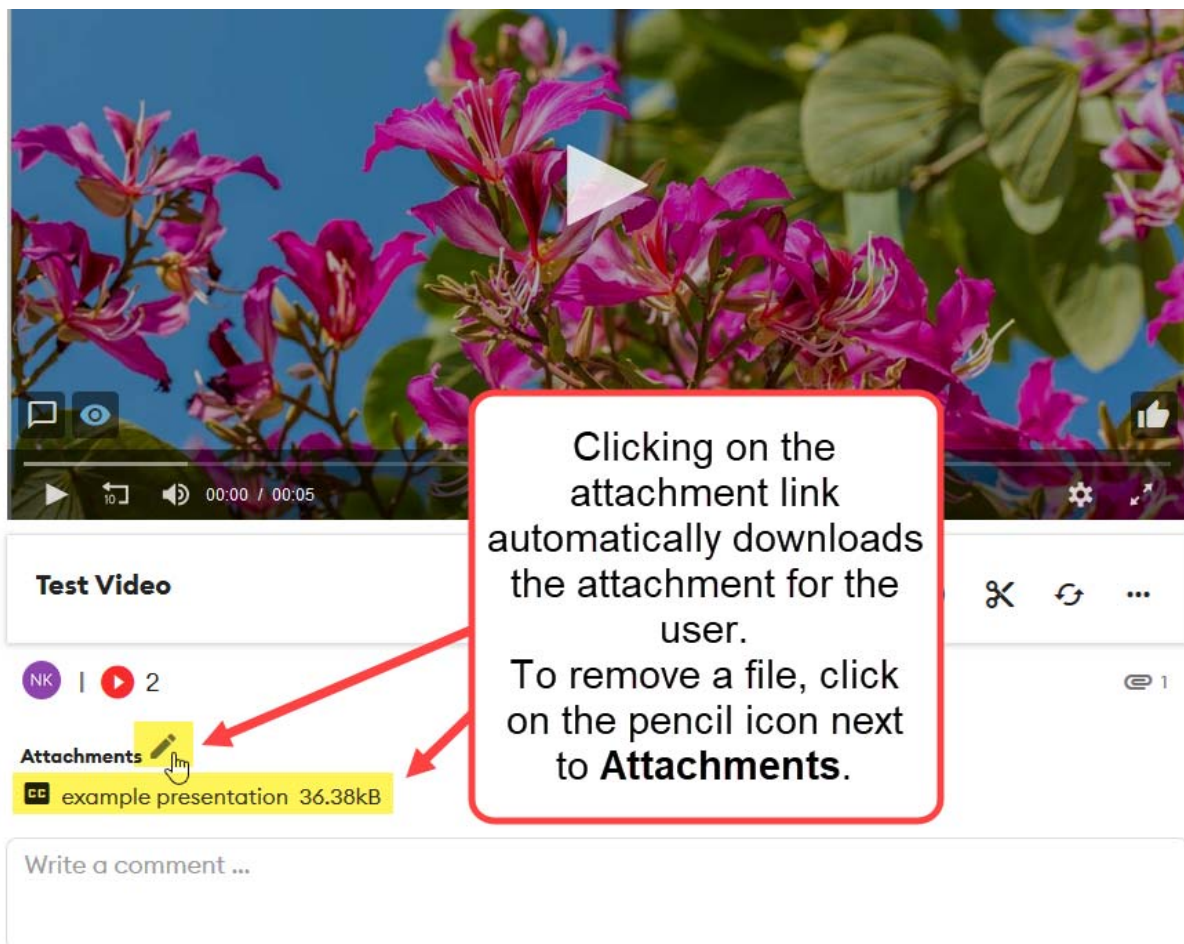 10
00:00 / 00:05
Clicking on the
attachment link
automatically downloads
the attachment for the
user.
To remove a file, click
on the pencil icon next
to Attachments.
Test Video
NK | 2
1
Attachments
CC example presentation 36.38kB
Write a comment ...